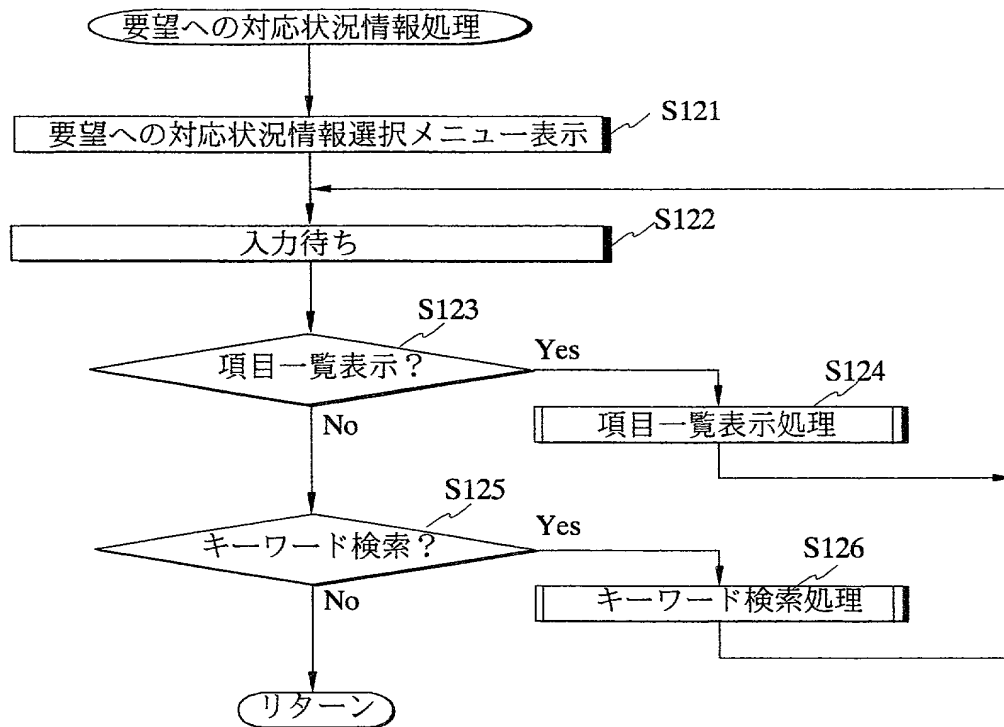 要望への対応状況情報処理
S121
要望への対応状況情報選択メニュー表示
S122
入力待ち
S123
項目一覧表示?
Yes
S124
項目一覧表示処理
No
S125
キーワード検索?
Yes
S126
キーワード検索処理
No
リターン